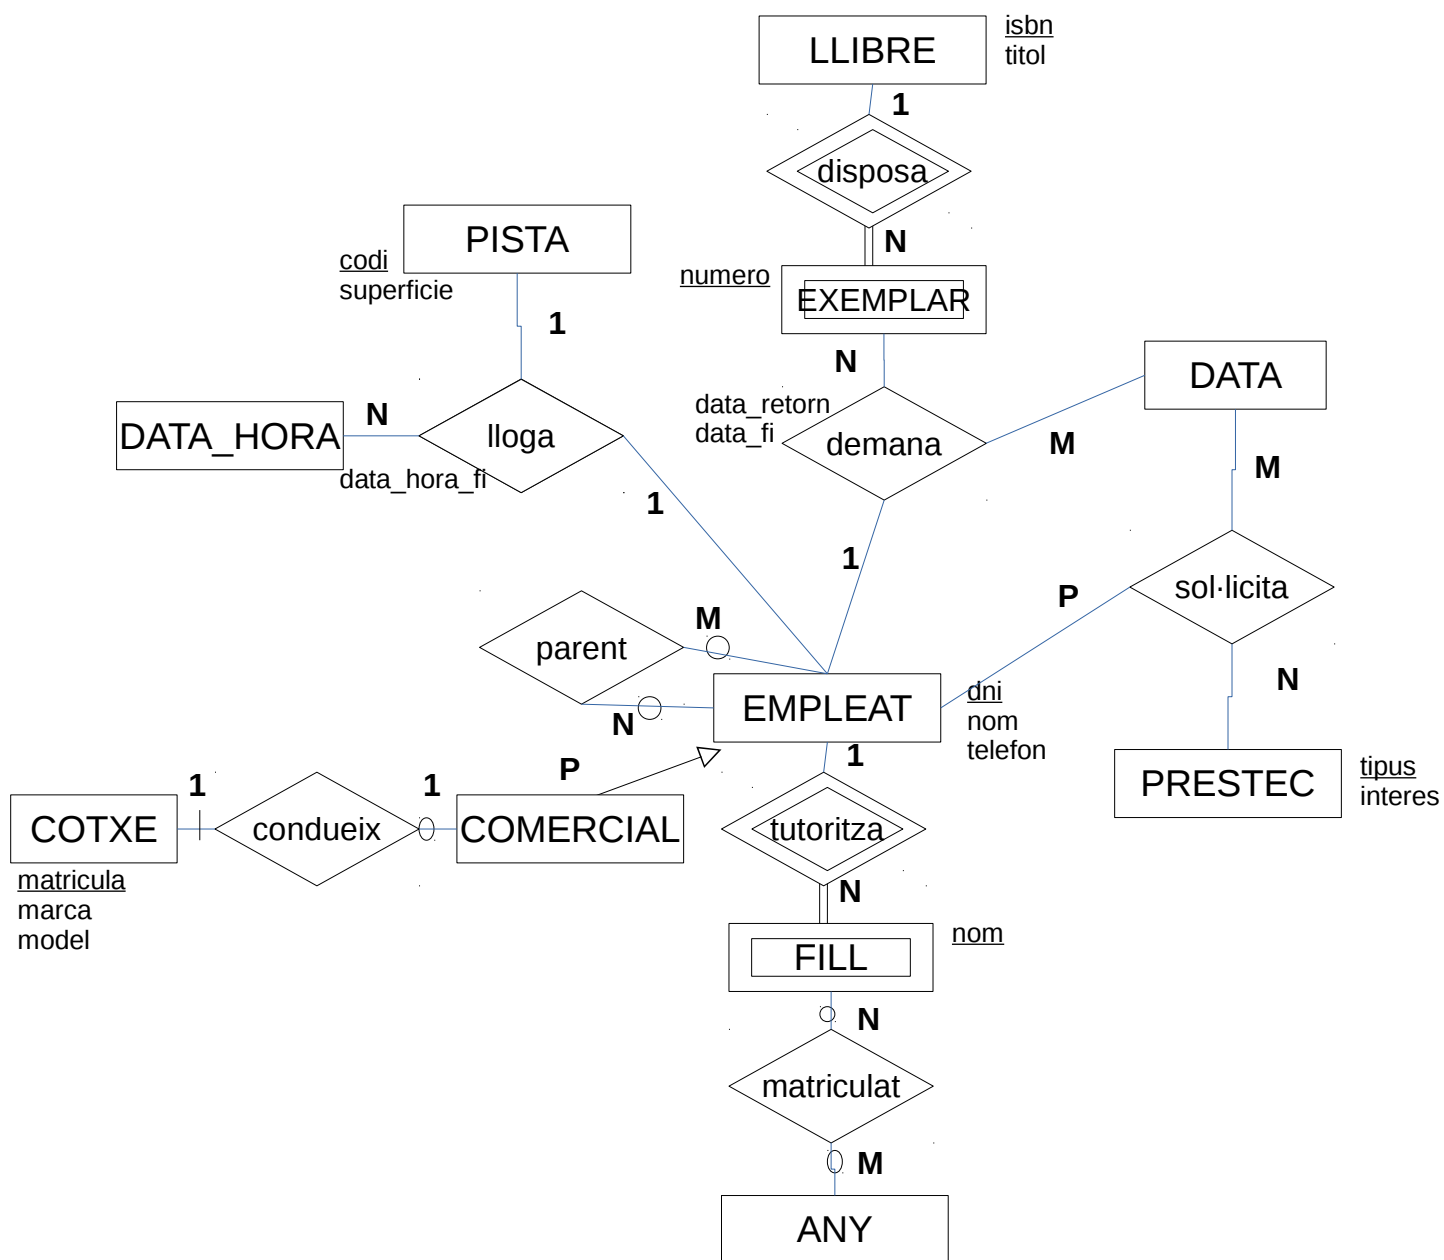 LLIBRE
isbn
titol
1
disposa
N
numero
EXEMPLAR
PISTA
codi
superficie
1
DATA_HORA
N
lloga
data_hora_fi
1
N
data_retorn
data_fi
demana
M
DATA
M
1
sol·licita
P
N
parent
M
N
EMPLEAT
dni
nom
telefon
PRESTEC
tipus
interes
P
1
COTXE
1
condueix
1
COMERCIAL
matricula
marca
model
tutoritza
N
FILL
nom
N
matriculat
M
ANY